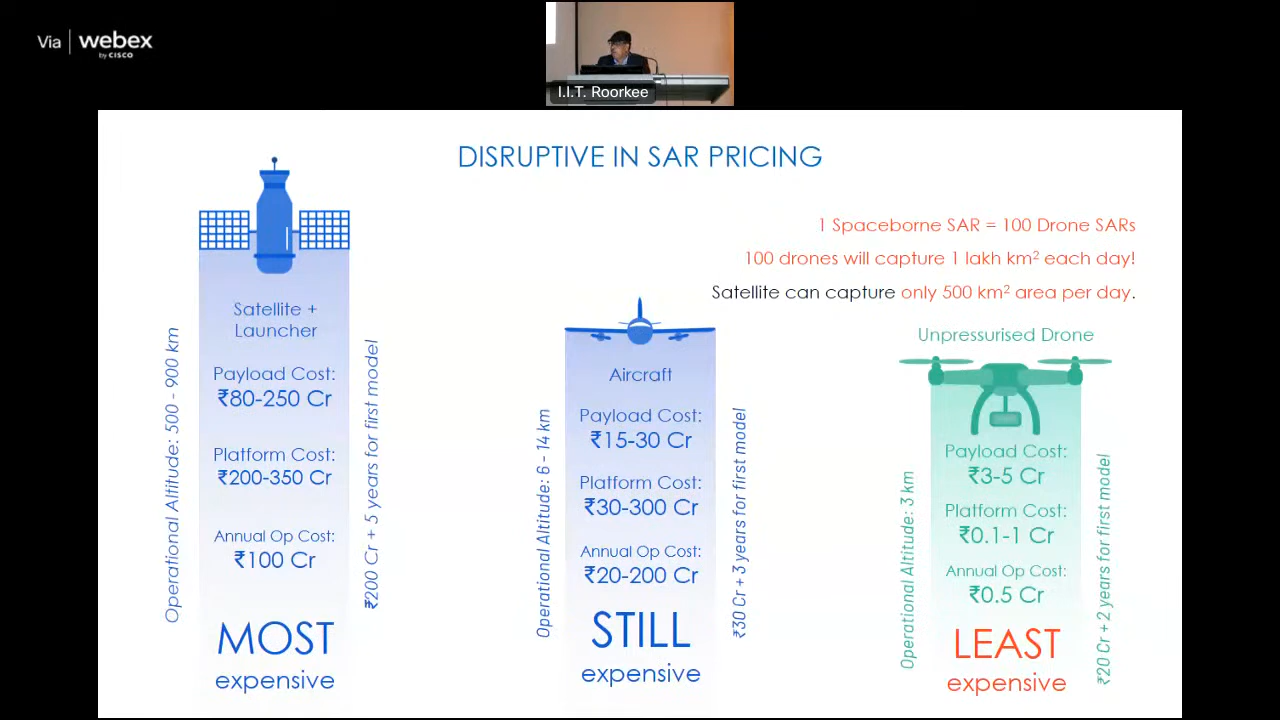 Via | webex
by CISCO
I.I.T. Roorkee
DISRUPTIVE IN SAR PRICING
1 Spaceborne SAR = 100 Drone SARs
100 drones will capture 1 lakh km² each day!
Satellite can capture only 500 km² area per day.
Operational Altitude: 500 - 900 km
Satellite +
Launcher
Payload Cost:
₹80-250 Cr
Platform Cost:
₹200-350 Cr
Annual Op Cost:
₹100 Cr
MOST
expensive
₹200 Cr + 5 years for first model
Operational Altitude: 6 - 14 km
Aircraft
Payload Cost:
₹15-30 Cr
Platform Cost:
₹30-300 Cr
Annual Op Cost:
₹20-200 Cr
STILL
expensive
₹30 Cr + 3 years for first model
Unpressurised Drone
Operational Altitude: 3 km
Payload Cost:
₹3-5 Cr
Platform Cost:
₹0.1-1 Cr
Annual Op Cost:
₹0.5 Cr
LEAST
expensive
₹20 Cr + 2 years for first model